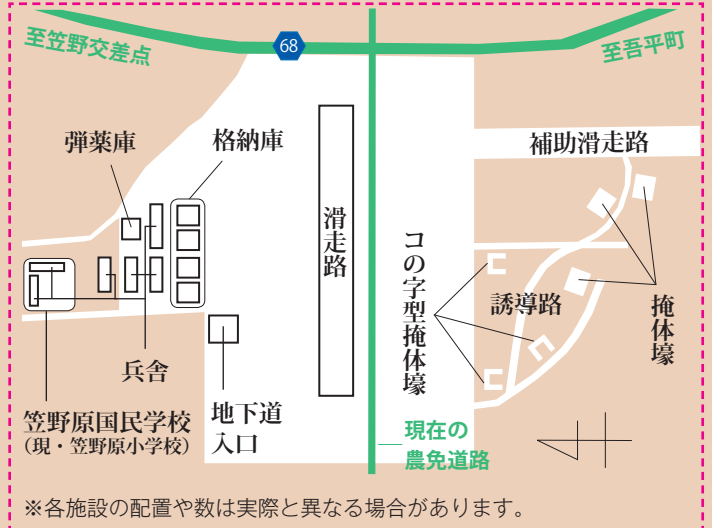 至笠野交差点
68
至吾平町
弾薬庫
格納庫
補助滑走路
滑走路
コの字型掩体壕
誘導路
掩体壕
兵舎
笠野原国民学校
（現・笠野原小学校）
地下道
入口
現在の
農免道路
※各施設の配置や数は実際と異なる場合があります。